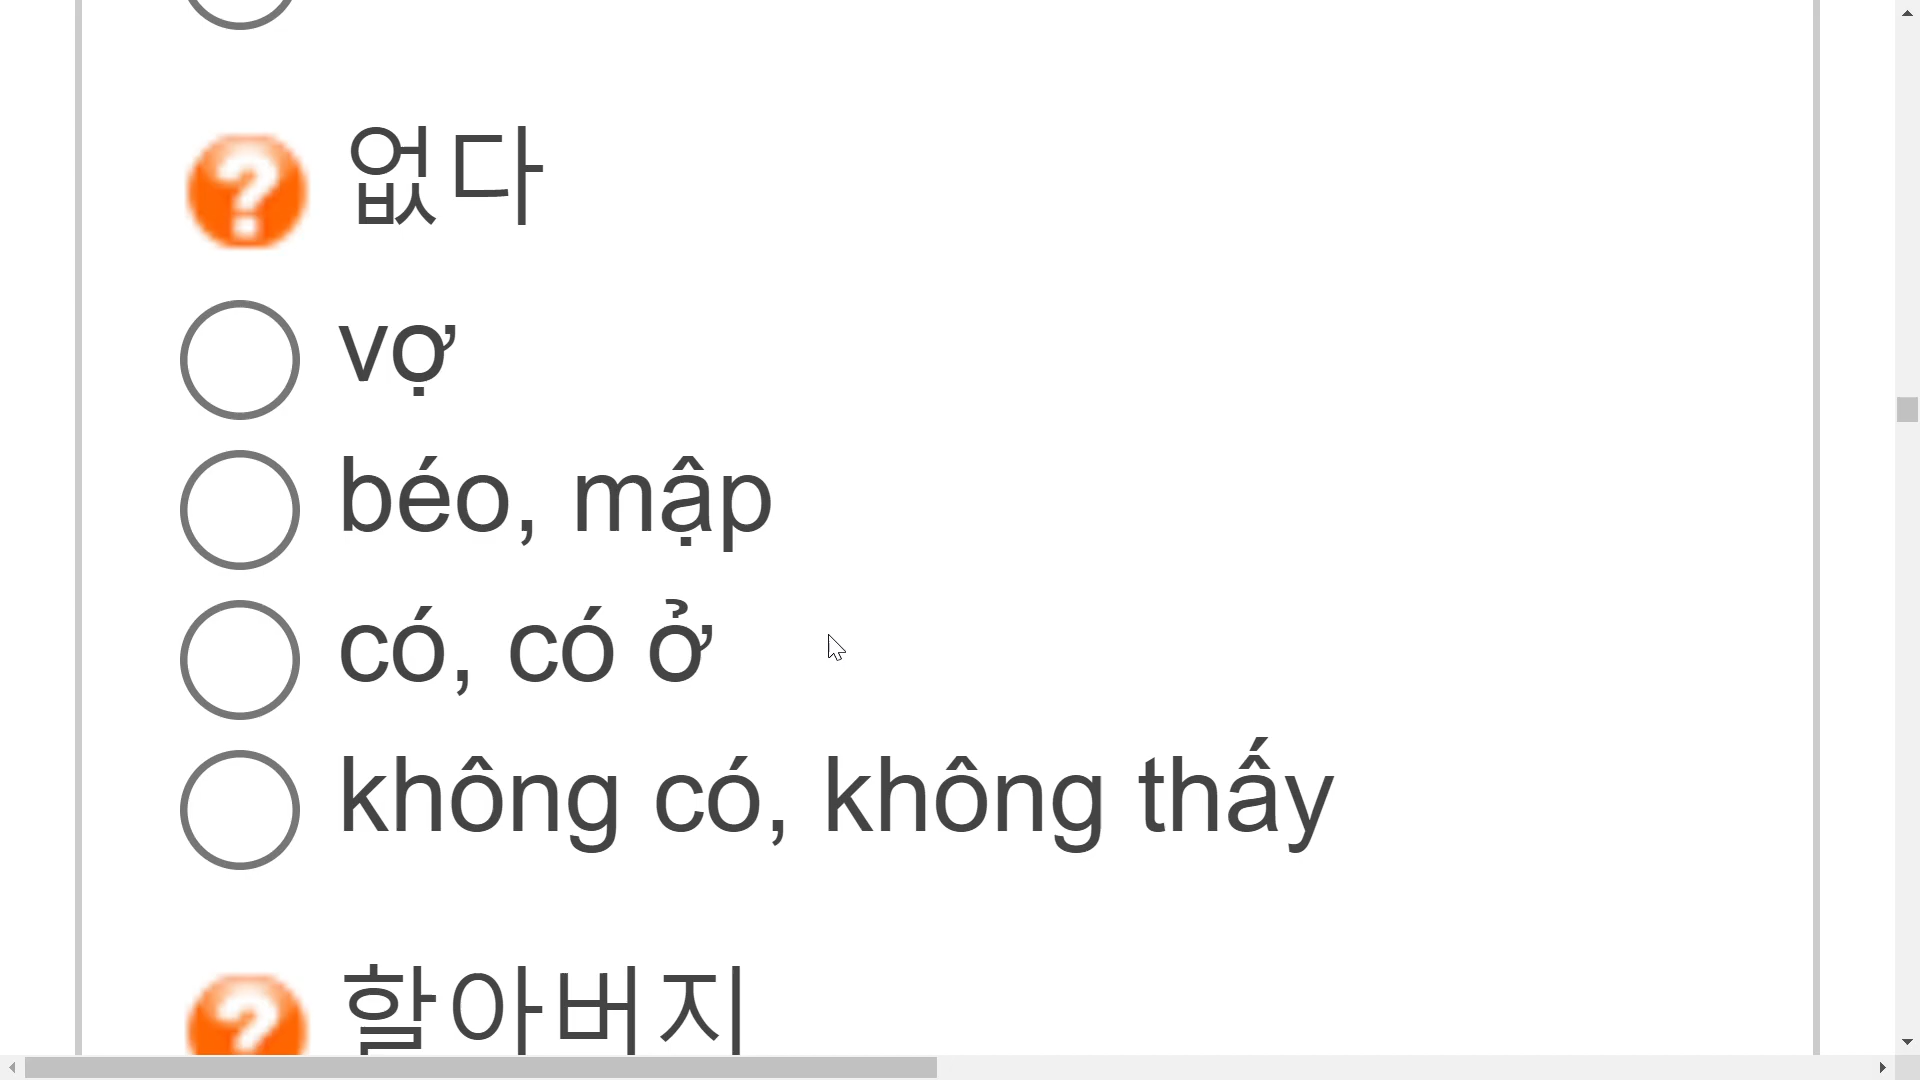 없다
vợ
béo, mập
có, có ở
không có, không thấy
할아버지